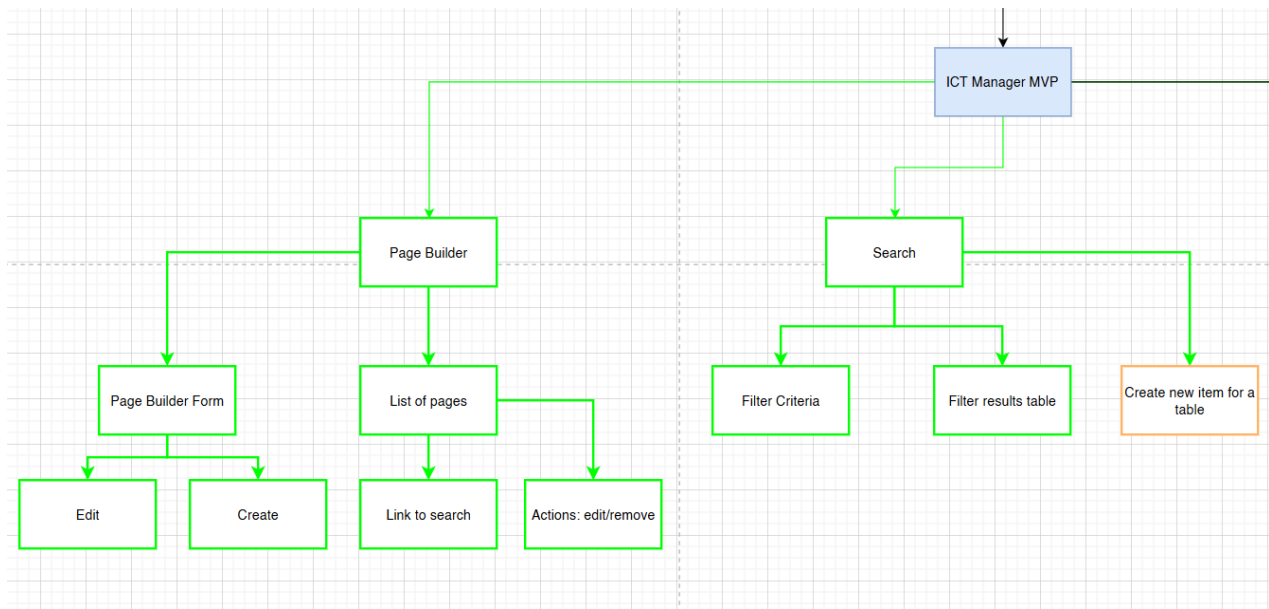 ICT Manager MVP
Page Builder
Search
Page Builder Form
List of pages
Filter Criteria
Filter results table
Create new item for a
table
Edit
Create
Link to search
Actions: edit/remove